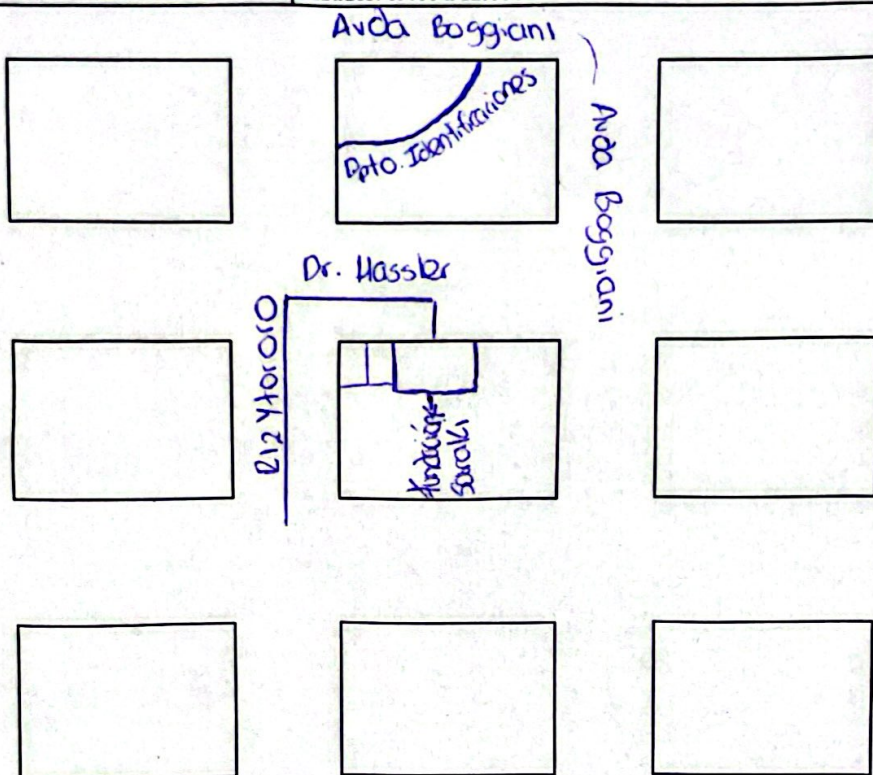 Avda Boggiani
Dpto. Identificaciones
Avda Boggiani
Dr. Hassler
R12 Ytororo
Fundación
Saraki